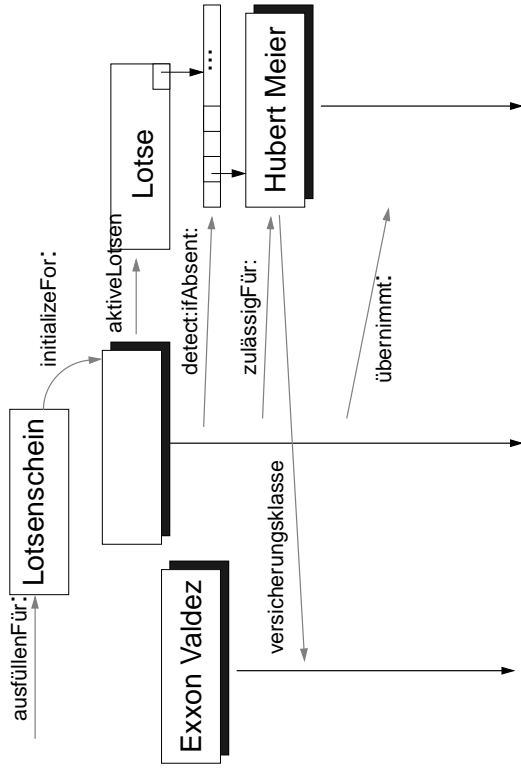 ausfüllenFür:
Lotsenschein
initializeFor:
aktiveLotsen
Lotse
Exxon Valdez
detect:ifAbsent:
...
zulässigFür:
Hubert Meier
versicherungsklasse
übernimmt: